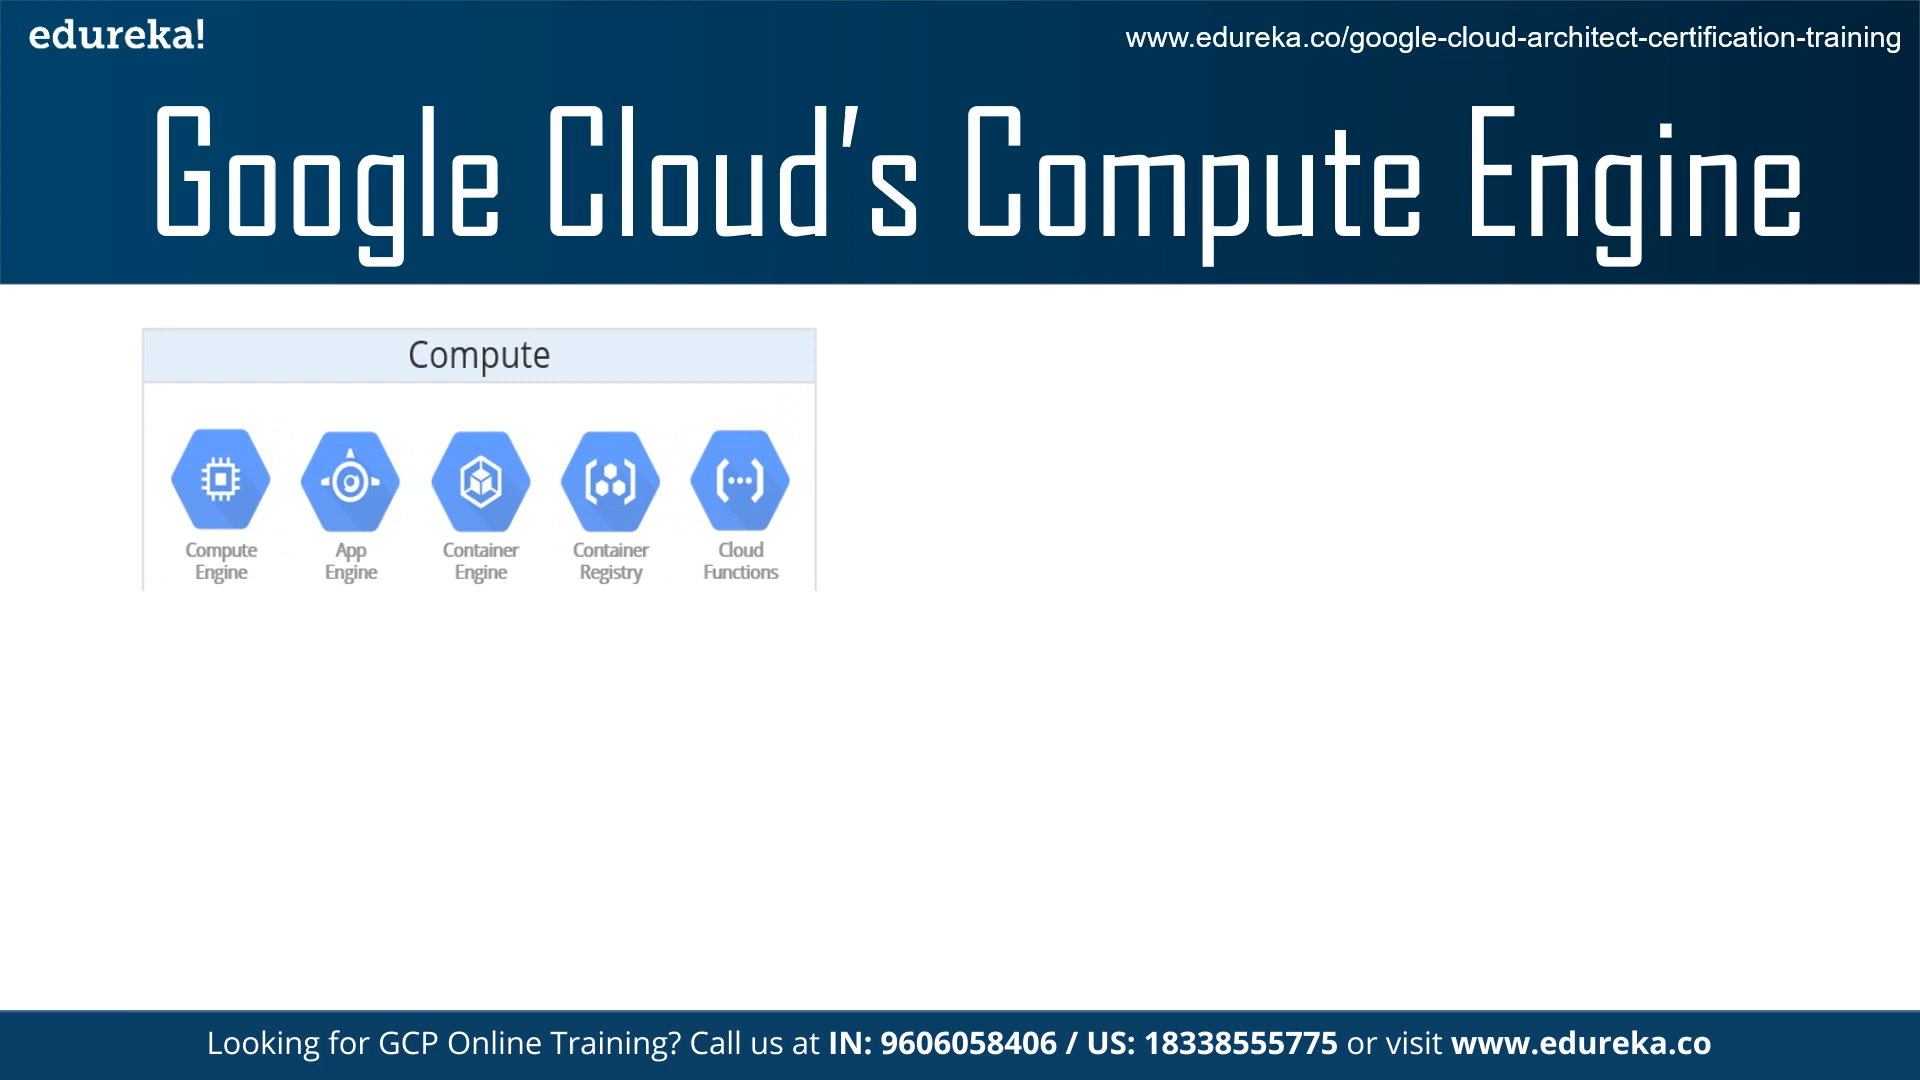 edureka!
www.edureka.co/google-cloud-architect-certification-training
Google Cloud's Compute Engine
Compute
Compute Engine
App Engine
Container Engine
Container Registry
Cloud Functions
Looking for GCP Online Training? Call us at IN: 9606058406 / US: 18338555775 or visit www.edureka.co